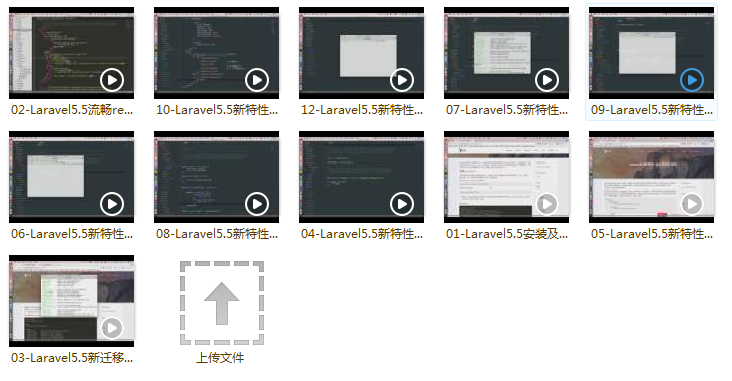 02-Laravel5.5流畅re...
10-Laravel5.5新特性...
12-Laravel5.5新特性...
07-Laravel5.5新特性...
09-Laravel5.5新特性...
06-Laravel5.5新特性...
08-Laravel5.5新特性...
04-Laravel5.5新特性...
01-Laravel5.5安装及...
05-Laravel5.5新特性...
03-Laravel5.5新迁移...
上传文件